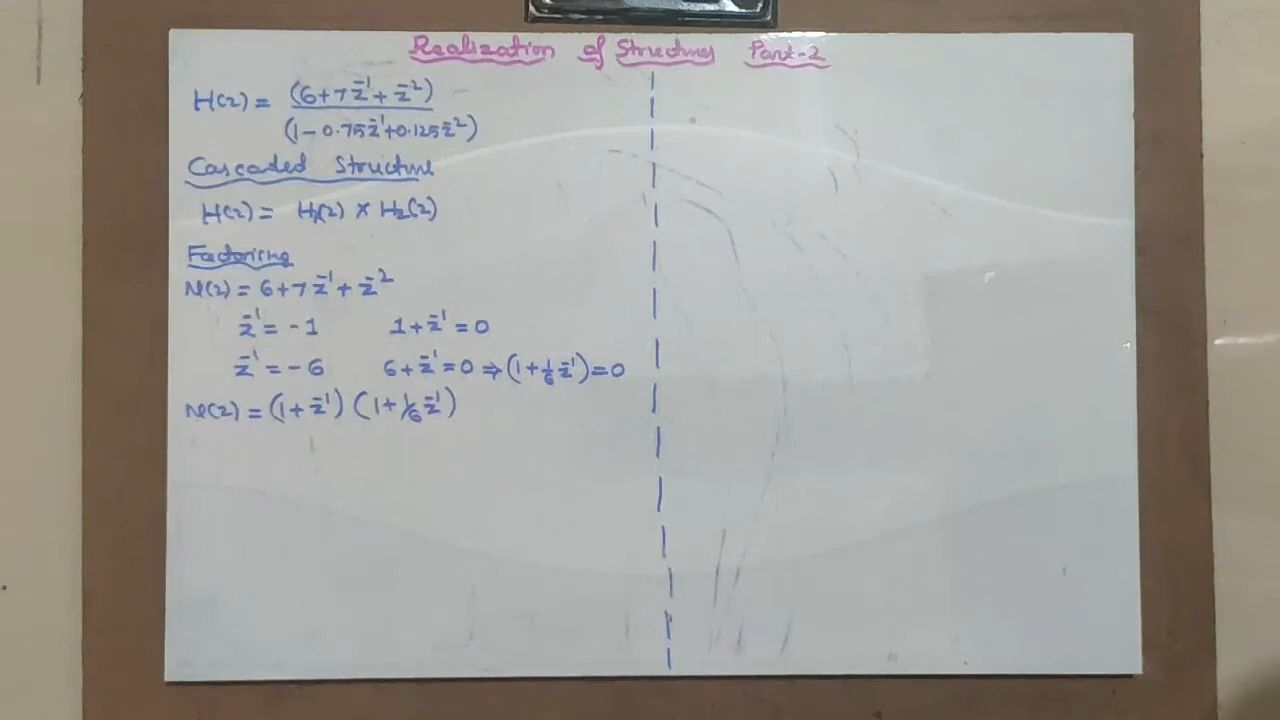 Realization of Structures Part-2
H(z) = (6+7z⁻¹+z⁻²)
(1-0.75z⁻¹+0.125z⁻²)
Cascaded Structure
H(z) = H₁(z) × H₂(z)
Factorising
N(z) = 6+7z⁻¹+z⁻²
z⁻¹ = -1 1+z⁻¹ = 0
z⁻¹ = -6 6+z⁻¹ = 0 ⇒ (1+1/6 z⁻¹) = 0
N(z) = (1+z⁻¹) (1+1/6 z⁻¹)